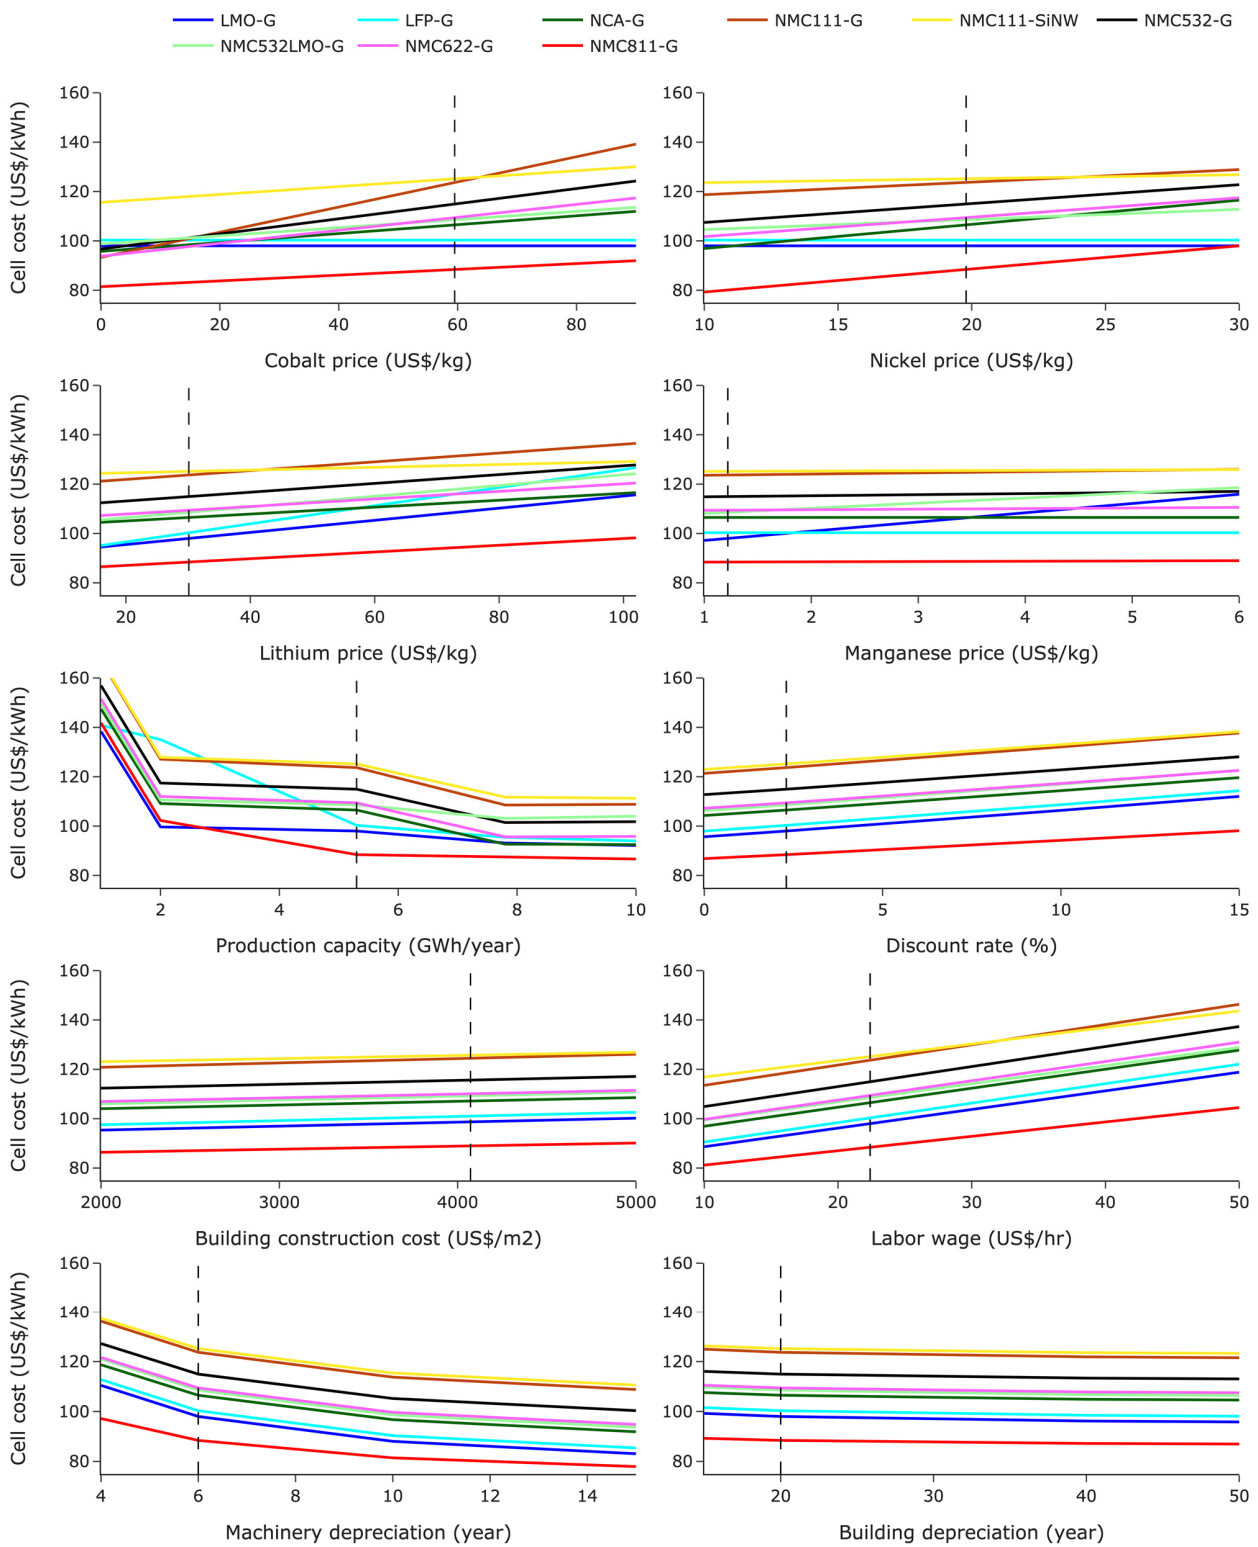 LMO-G LFP-G NCA-G NMC111-G NMC111-SiNW NMC532-G
NMC532LMO-G NMC622-G NMC811-G
Cell cost (US$/kWh)
160
140
120
100
80
0 20 40 60 80
Cobalt price (US$/kg)
160
140
120
100
80
10 15 20 25 30
Nickel price (US$/kg)
Cell cost (US$/kWh)
160
140
120
100
80
20 40 60 80 100
Lithium price (US$/kg)
160
140
120
100
80
1 2 3 4 5 6
Manganese price (US$/kg)
Cell cost (US$/kWh)
160
140
120
100
80
2 4 6 8 10
Production capacity (GWh/year)
160
140
120
100
80
0 5 10 15
Discount rate (%)
Cell cost (US$/kWh)
160
140
120
100
80
2000 3000 4000 5000
Building construction cost (US$/m2)
160
140
120
100
80
10 20 30 40 50
Labor wage (US$/hr)
Cell cost (US$/kWh)
160
140
120
100
80
4 6 8 10 12 14
Machinery depreciation (year)
160
140
120
100
80
20 30 40 50
Building depreciation (year)